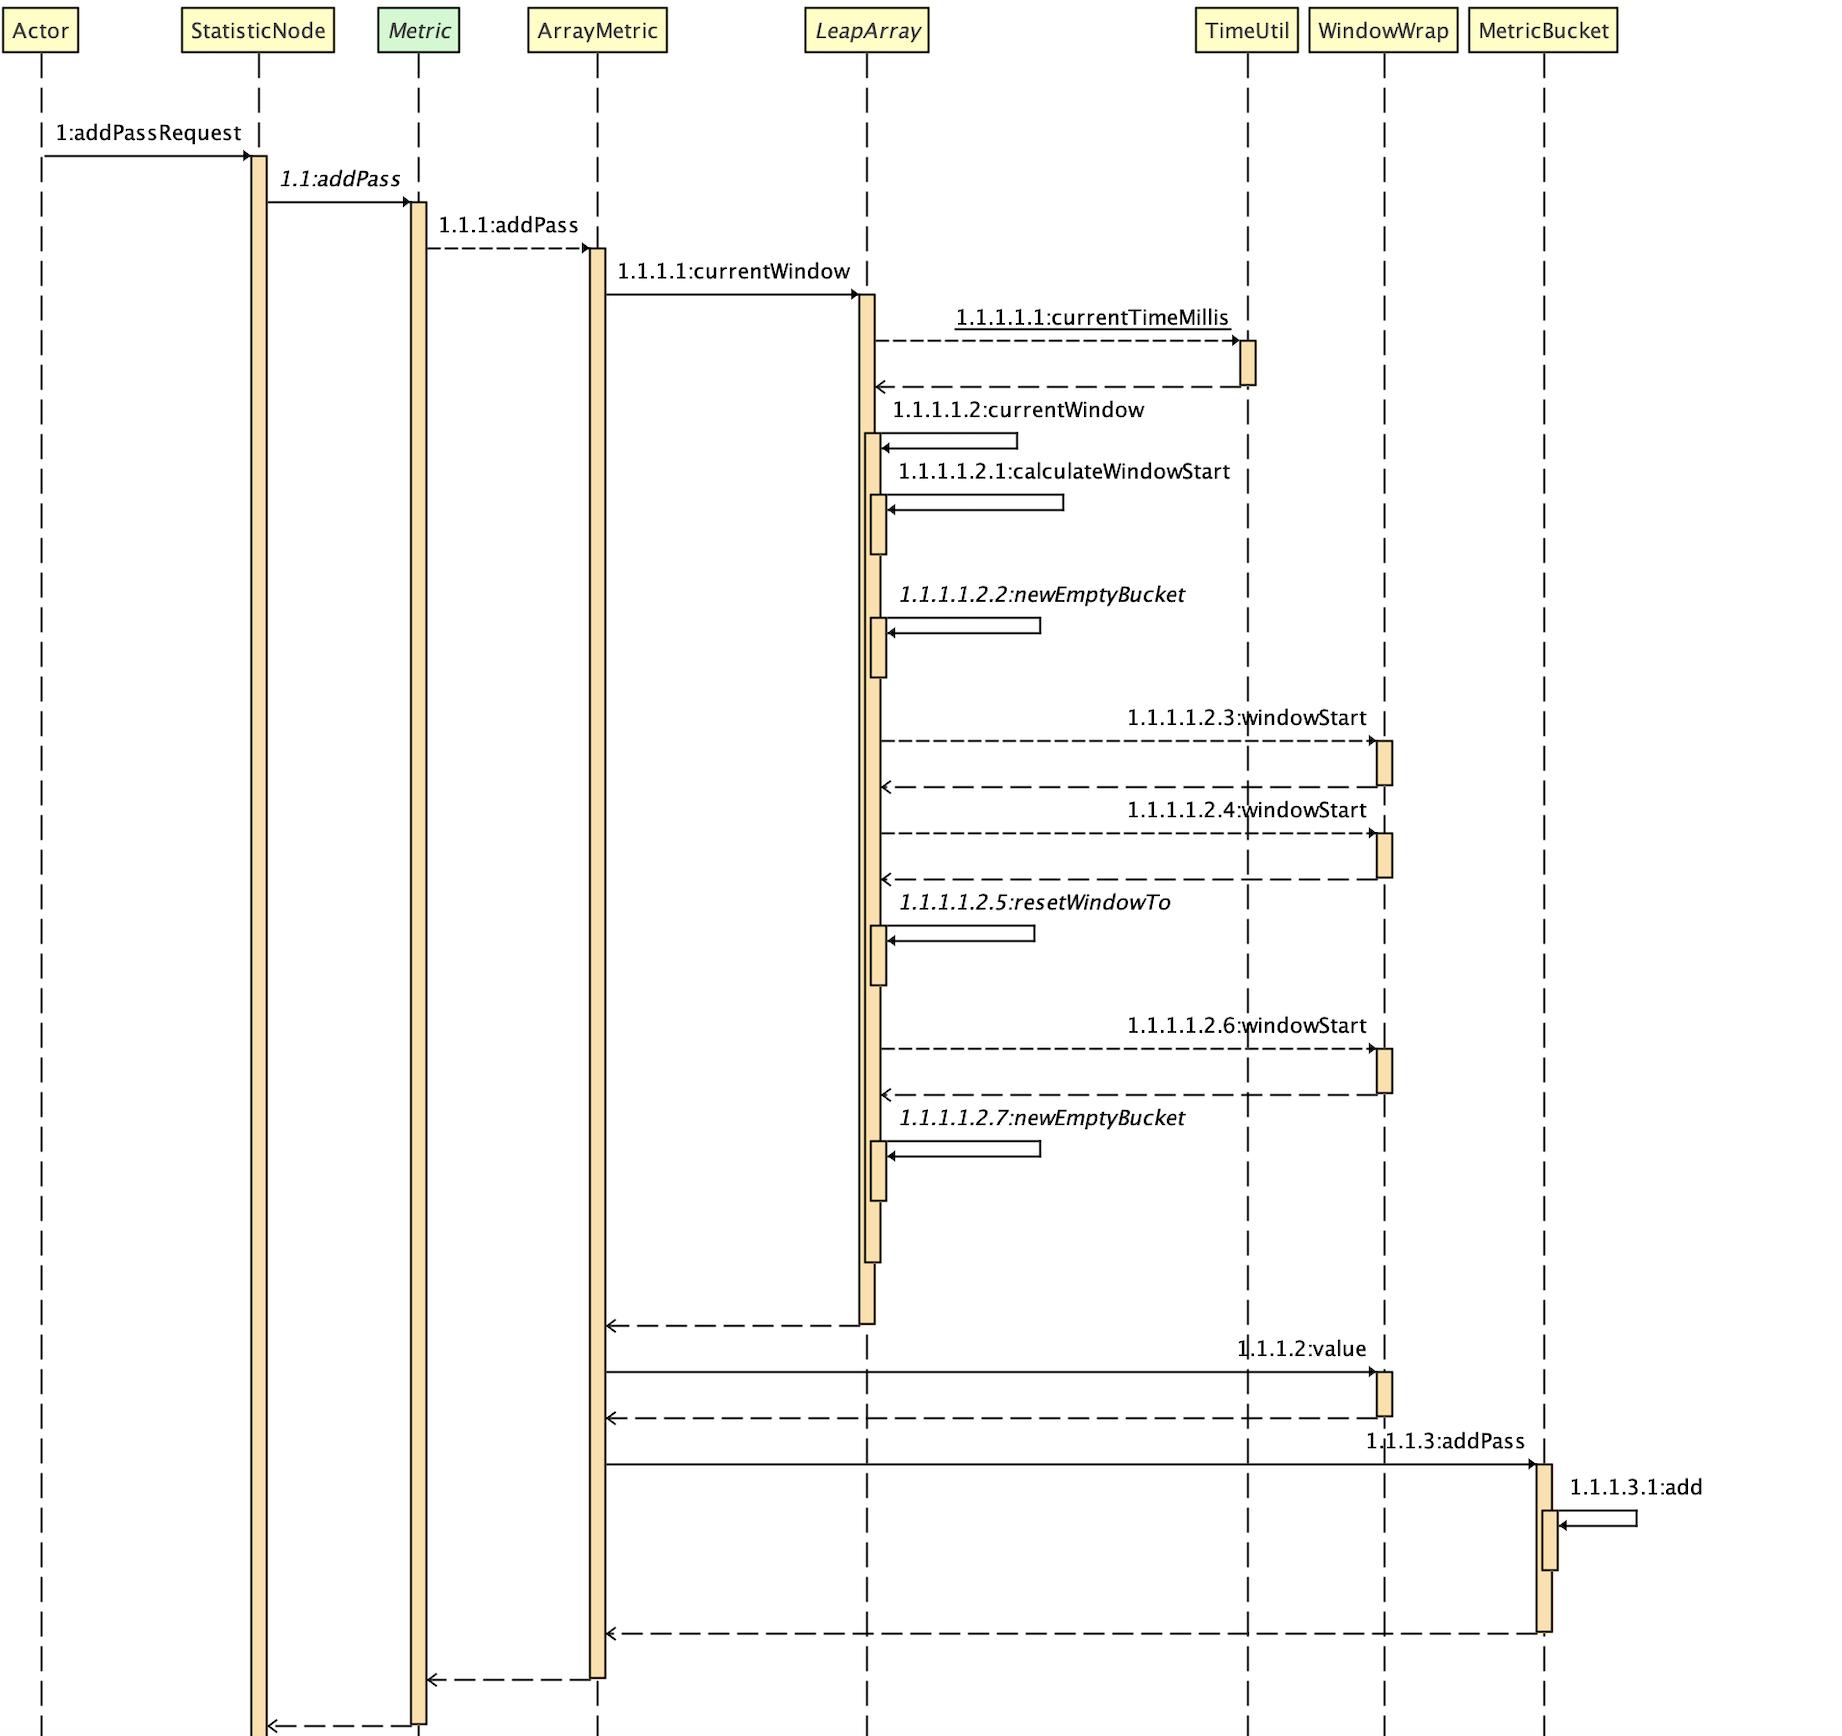 Actor
StatisticNode
Metric
ArrayMetric
LeapArray
TimeUtil
WindowWrap
MetricBucket
1:addPassRequest
1.1:addPass
1.1.1:addPass
1.1.1.1:currentWindow
1.1.1.1.1:currentTimeMillis
1.1.1.1.2:currentWindow
1.1.1.1.2.1:calculateWindowStart
1.1.1.1.2.2:newEmptyBucket
1.1.1.1.2.3:windowStart
1.1.1.1.2.4:windowStart
1.1.1.1.2.5:resetWindowTo
1.1.1.1.2.6:windowStart
1.1.1.1.2.7:newEmptyBucket
1.1.1.2:value
1.1.1.3:addPass
1.1.1.3.1:add